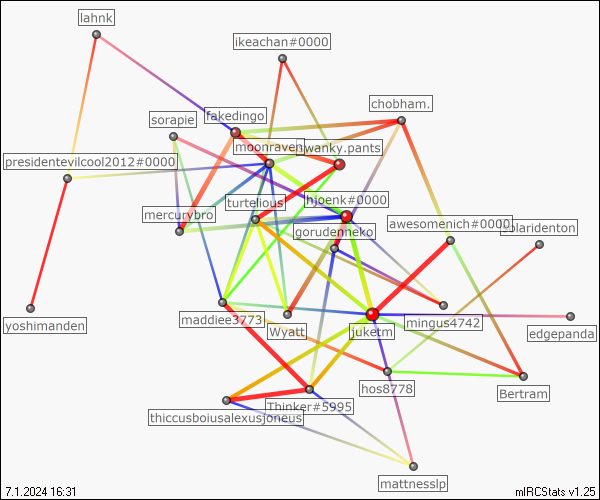 lahnk
ikeachan#0000
chobham.
sorapie
fakedingo
moonraven
wanky.pants
presidentevilcool2012#0000
turtelious
hjoenk#0000
mercurybro
awesomenich#0000
solaridenton
gorudenneko
maddie3773
Wyatt
juketm
mingus4742
yoshimanden
edgepanda
hos8778
Bertram
Thinker#5995
thiccusboiusalexusjoneus
mattnesslp
7.1.2024 16:31
mIRCStats v1.25